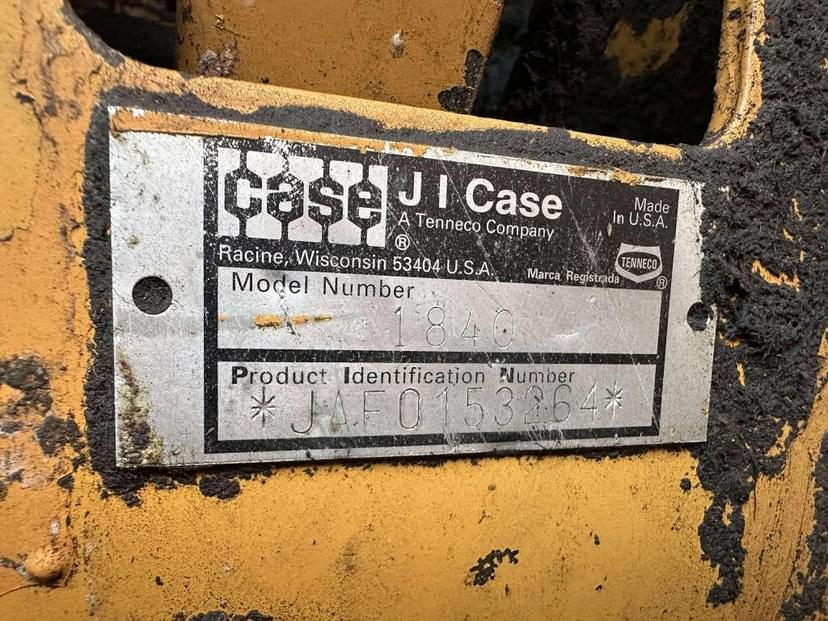 case J I Case
A Tenneco Company
®
Made
In U.S.A.
Racine, Wisconsin 53404 U.S.A.
Marca Registrada
TENNECO
®
Model Number
1840
Product Identification Number
*JAF0153264*